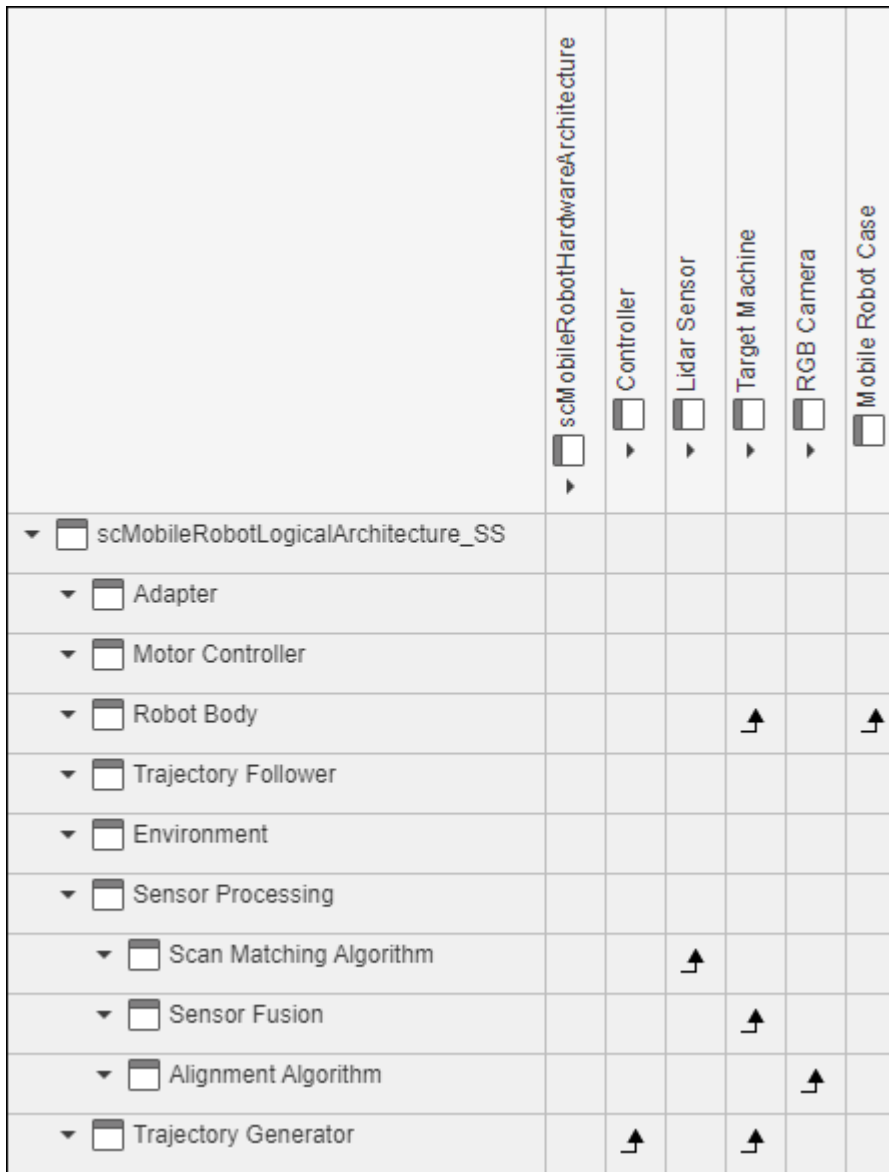 scMobileRobotHardwareArchitecture
Controller
Lidar Sensor
Target Machine
RGB Camera
Mobile Robot Case
scMobileRobotLogicalArchitecture_SS
Adapter
Motor Controller
Robot Body
Trajectory Follower
Environment
Sensor Processing
Scan Matching Algorithm
Sensor Fusion
Alignment Algorithm
Trajectory Generator